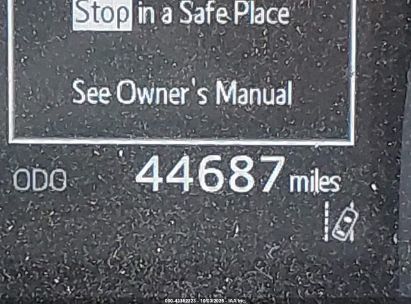 Stop in a Safe Place
See Owner's Manual
ODO 44687 miles